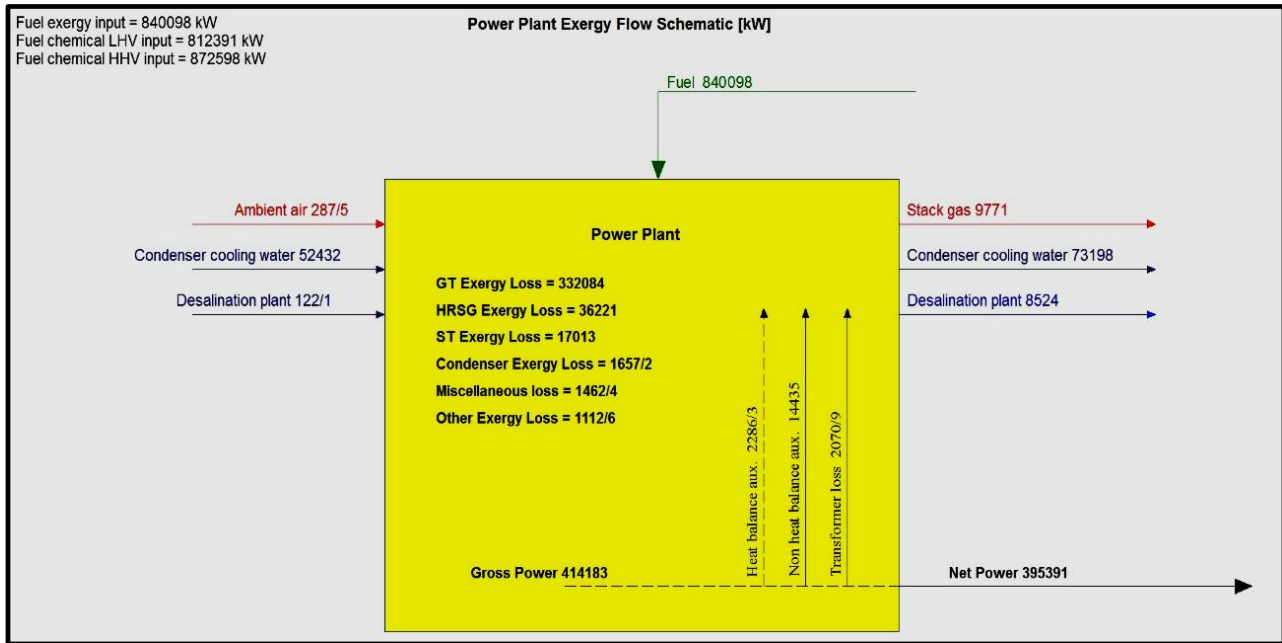 Fuel exergy input = 840098 kW
Fuel chemical LHV input = 812391 kW
Fuel chemical HHV input = 872598 kW
Power Plant Exergy Flow Schematic [kW]
Fuel 840098
Ambient air 287/5
Condenser cooling water 52432
Desalination plant 122/1
Power Plant
GT Exergy Loss = 332084
HRSG Exergy Loss = 36221
ST Exergy Loss = 17013
Condenser Exergy Loss = 1657/2
Miscellaneous loss = 1462/4
Other Exergy Loss = 1112/6
Heat balance aux. 2286/3
Non heat balance aux. 14435
Transformer loss 2070/9
Stack gas 9771
Condenser cooling water 73198
Desalination plant 8524
Gross Power 414183
Net Power 395391